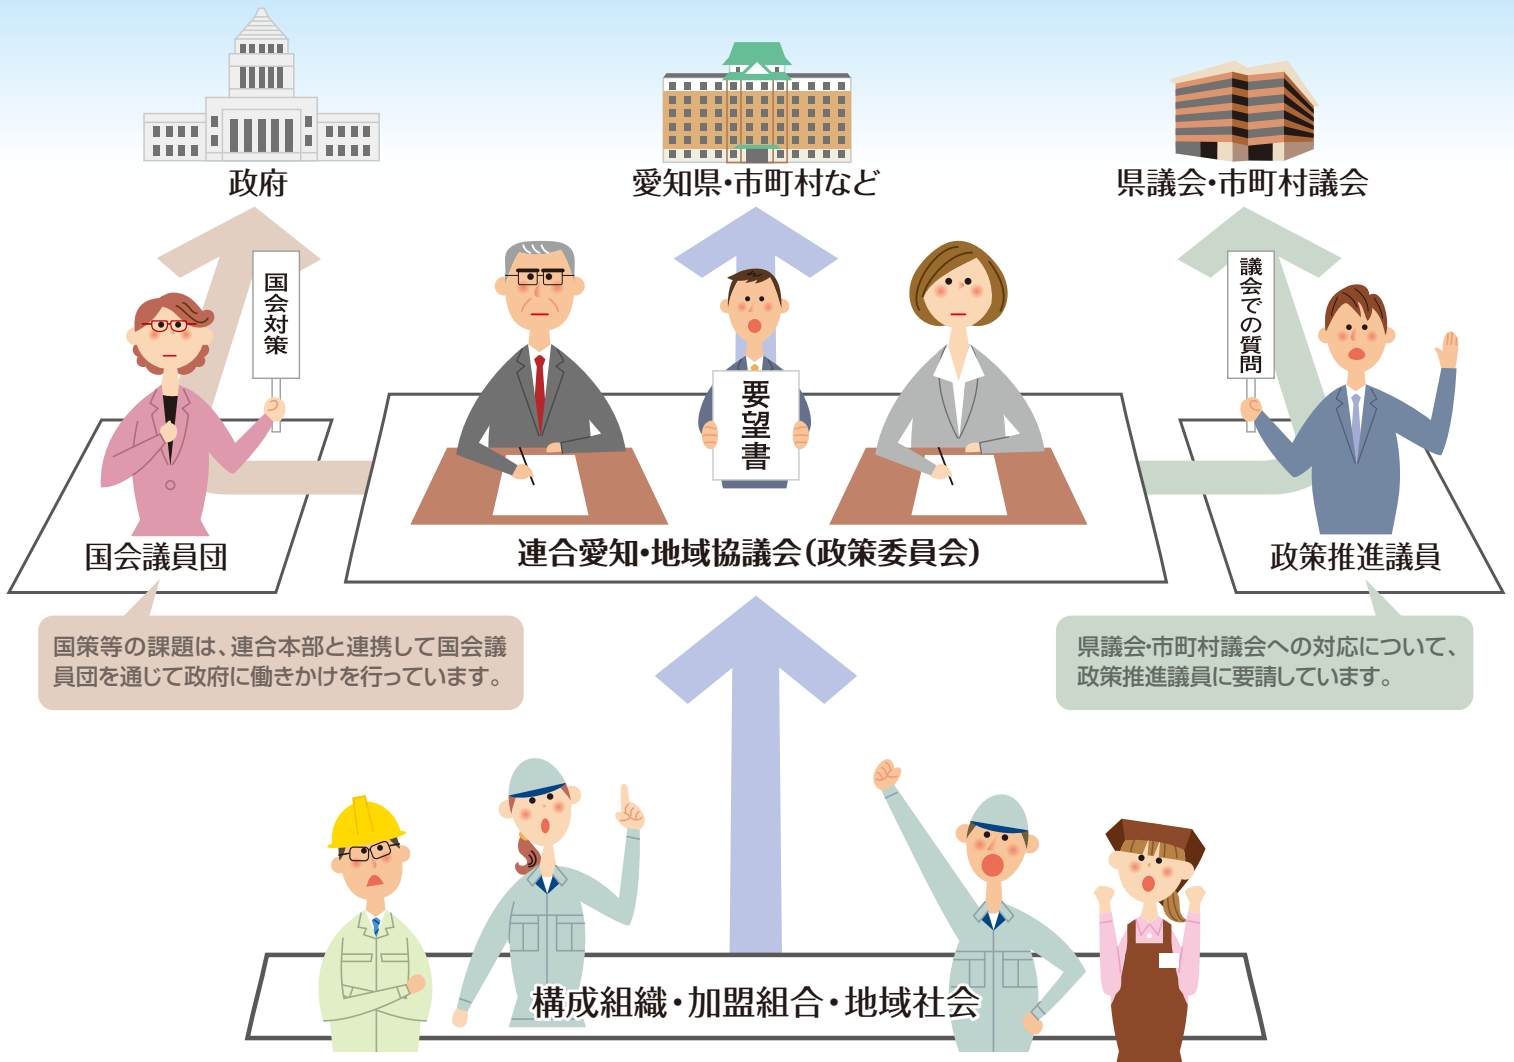 政府
愛知県・市町村など
県議会・市町村議会
国会対策
要望書
議会での質問
国会議員団
連合愛知・地域協議会(政策委員会)
政策推進議員
国策等の課題は、連合本部と連携して国会議
員団を通じて政府に働きかけを行っています。
県議会・市町村議会への対応について、
政策推進議員に要請しています。
構成組織・加盟組合・地域社会